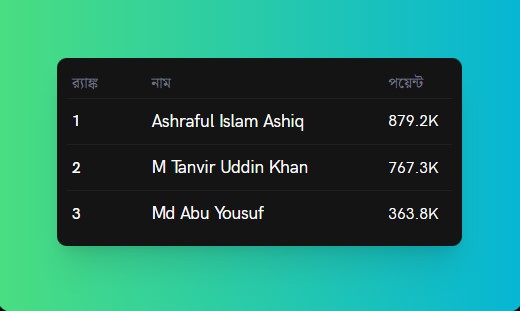 র‍্যাঙ্ক নাম পয়েন্ট
1 Ashraful Islam Ashiq 879.2K
2 M Tanvir Uddin Khan 767.3K
3 Md Abu Yousuf 363.8K